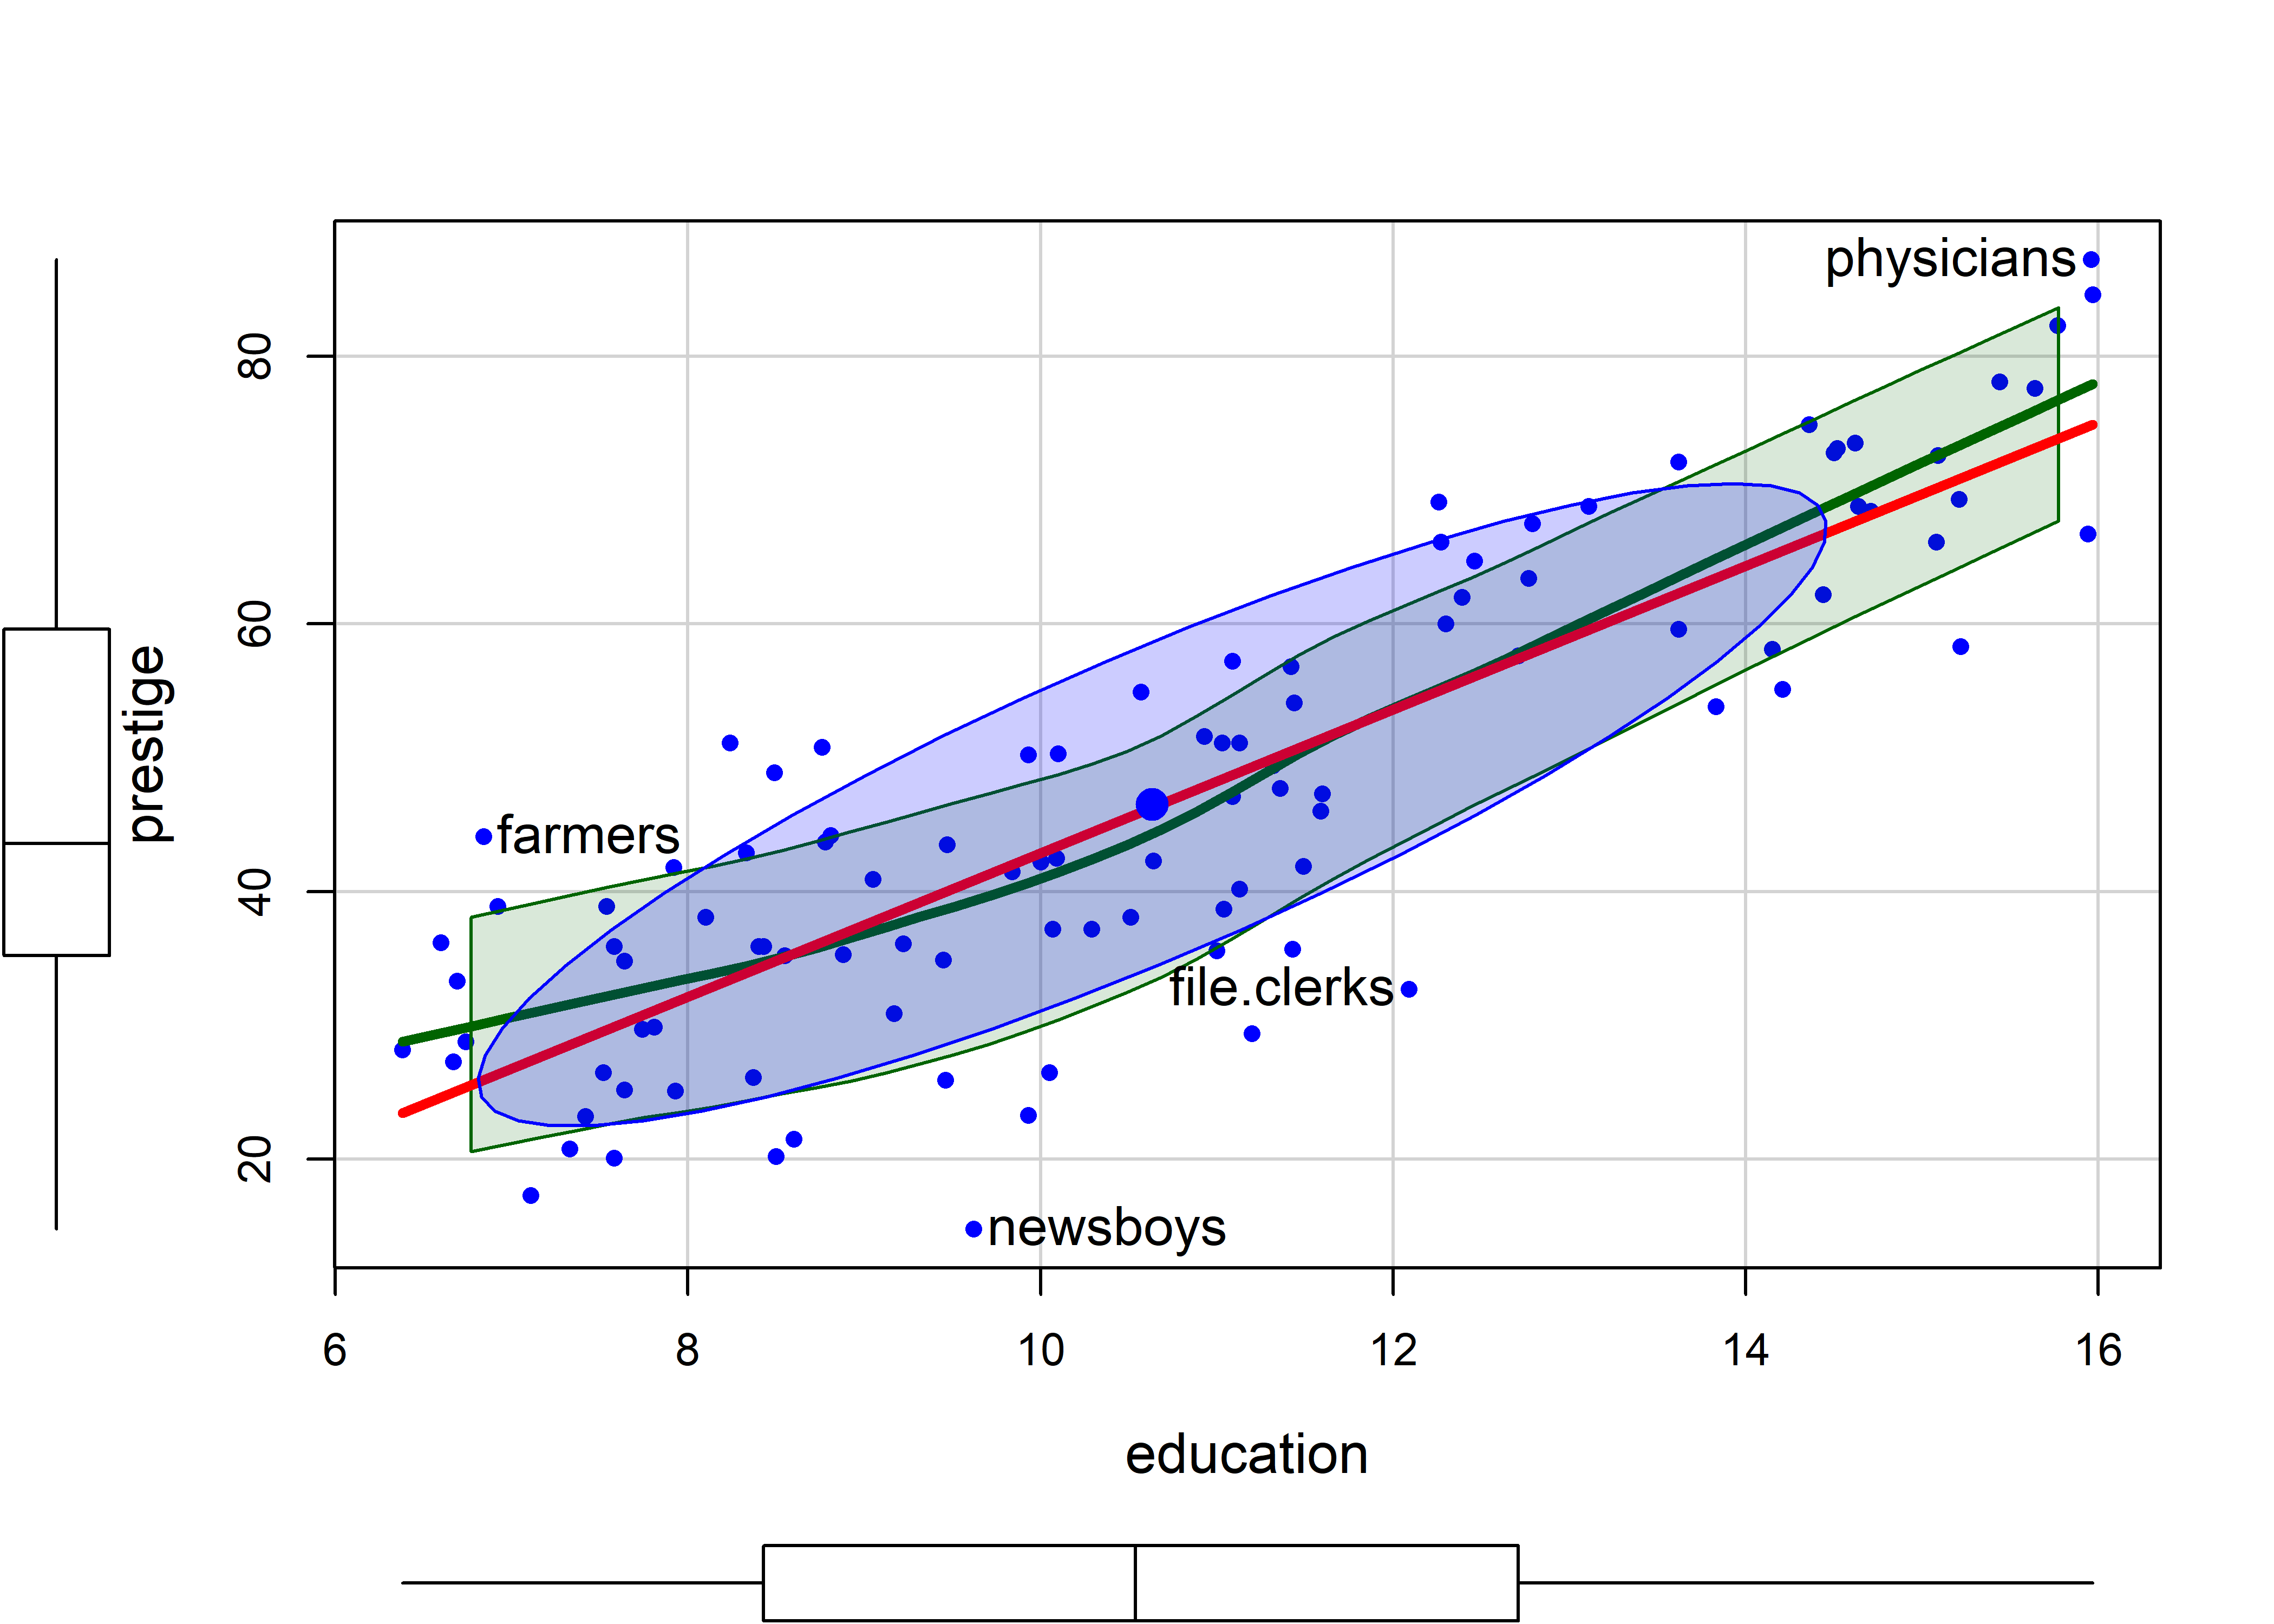 physicians
80
60
prestige
farmers
40
file.clerks
20
newsboys
6 8 10 12 14 16
education